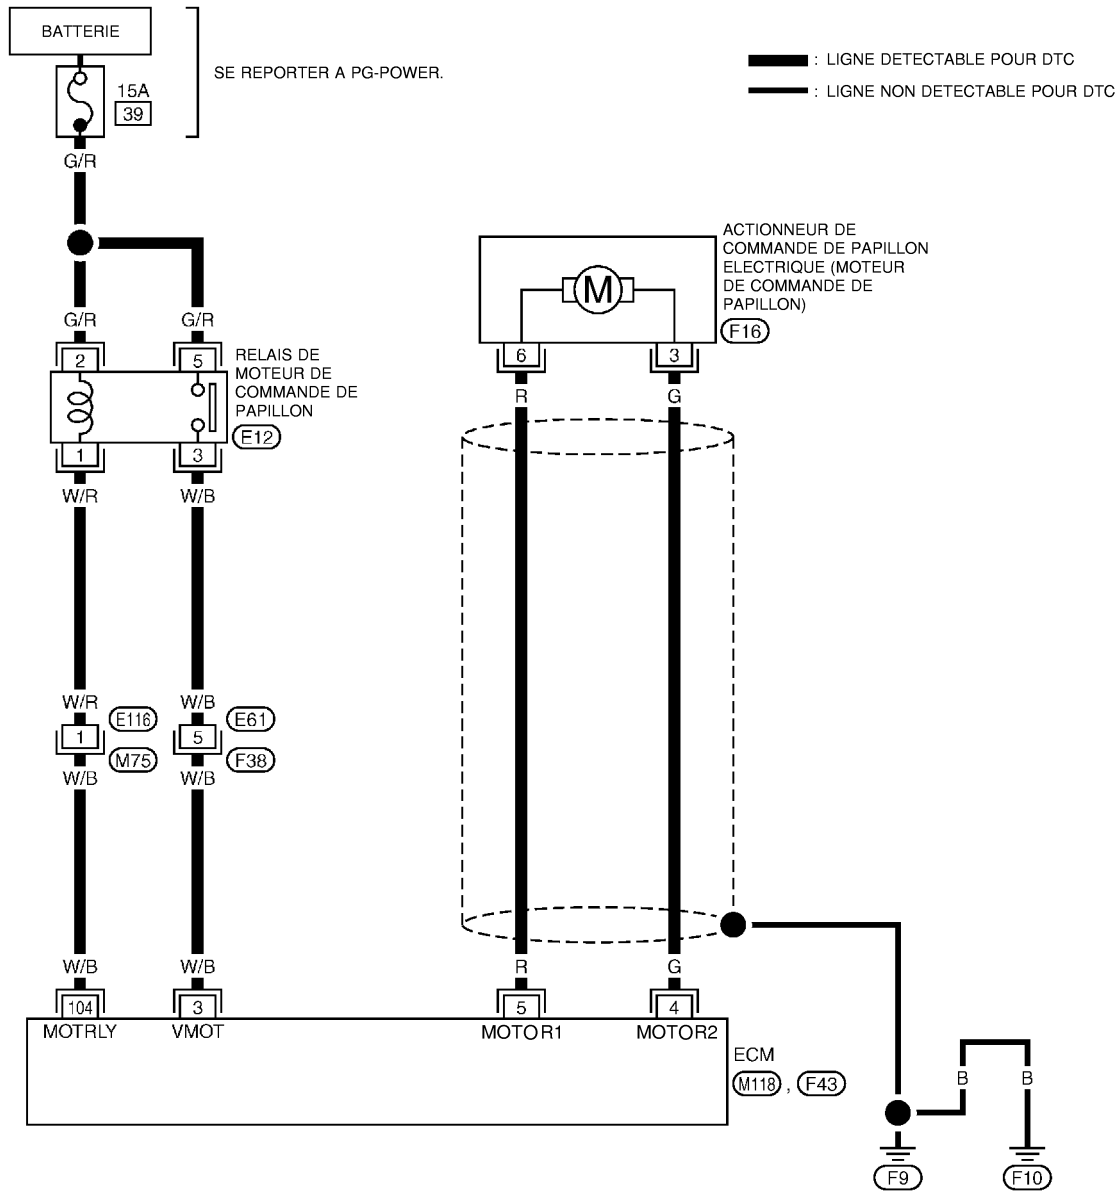 BATTERIE
SE REPORTER A PG-POWER.
: LIGNE DETECTABLE POUR DTC
: LIGNE NON DETECTABLE POUR DTC
15A
39
G/R
G/R
G/R
2
5
RELAIS DE
MOTEUR DE
COMMANDE DE
PAPILLON
E12
1
3
W/R
W/B
ACTIONNEUR DE
COMMANDE DE PAPILLON
ELECTRIQUE (MOTEUR
DE COMMANDE DE
PAPILLON)
F16
M
6
3
R
G
W/R
W/B
E116
E61
1
5
M75
F38
W/B
W/B
W/B
W/B
R
G
104
3
5
4
MOTRLY
VMOT
MOTOR1
MOTOR2
ECM
M118 , F43
B
B
F9
F10